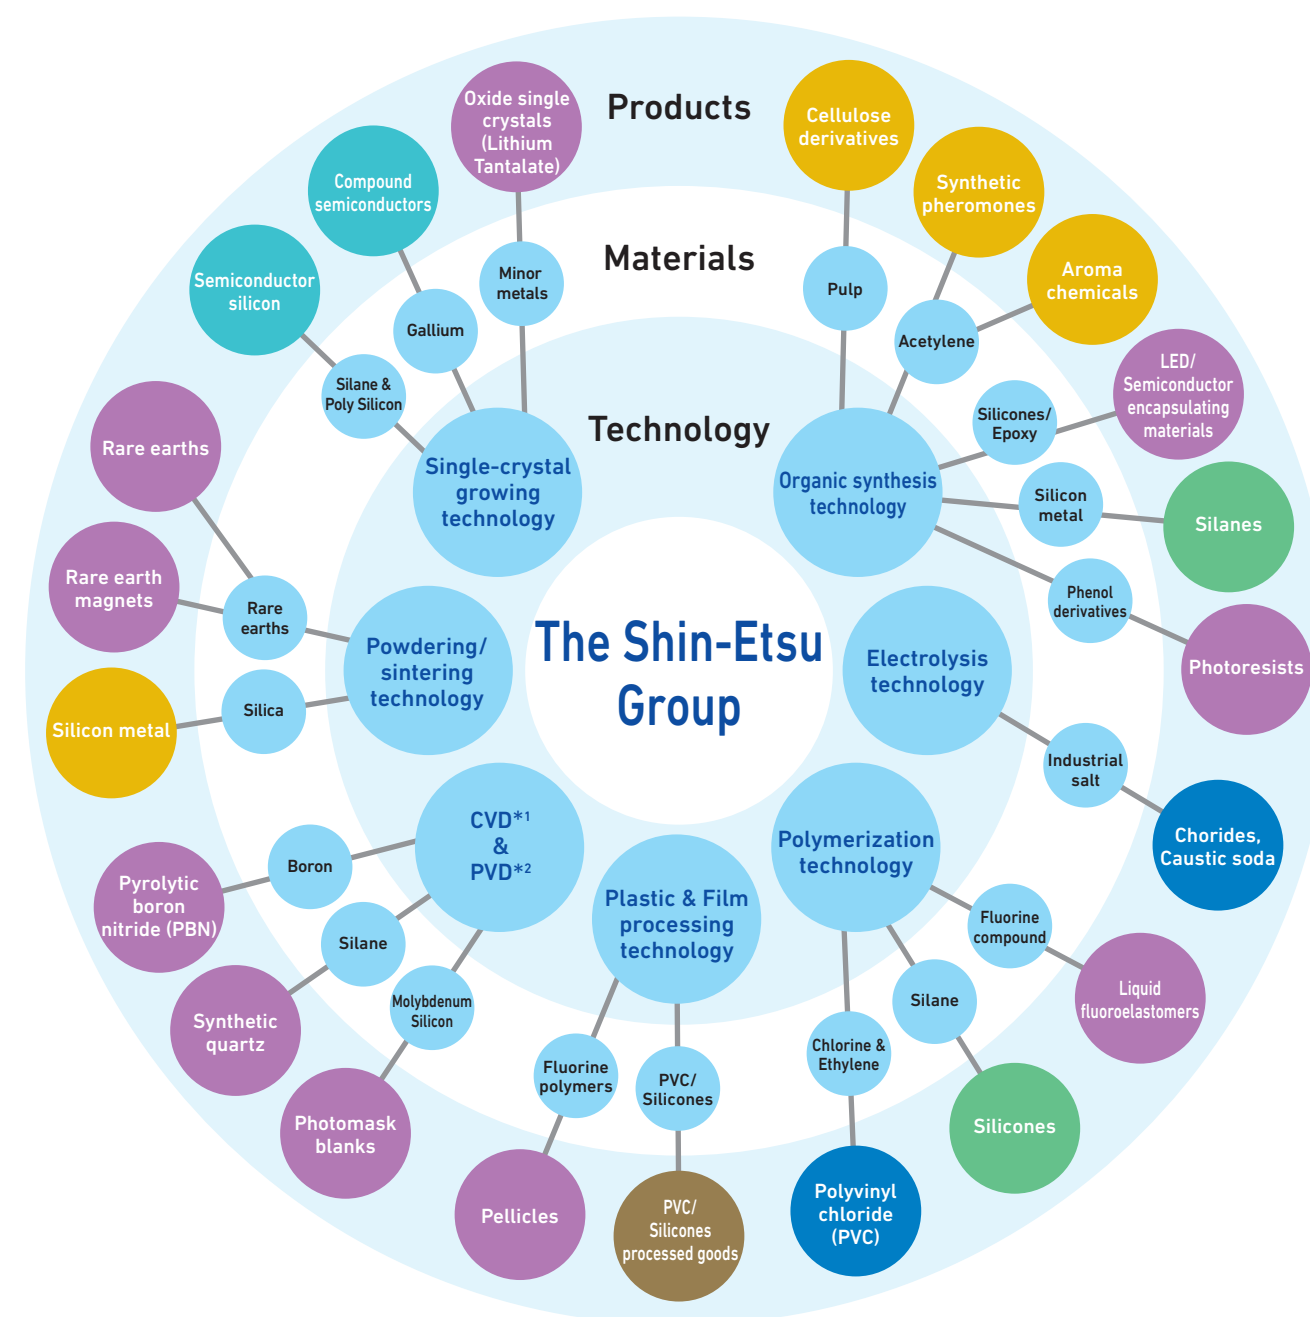 Products
Materials
Technology
The Shin-Etsu
Group
Oxide single
crystals
(Lithium
Tantalate)
Minor
metals
Compound
semiconductors
Gallium
Semiconductor
silicon
Silane &
Poly Silicon
Single-crystal
growing
technology
Rare earths
Rare earth
magnets
Rare
earths
Silicon metal
Silica
Powdering/
sintering
technology
Pyrolytic
boron
nitride (PBN)
Boron
Synthetic
quartz
Silane
Photomask
blanks
Molybdenum
Silicon
CVD*1
&
PVD*2
Pellicles
Fluorine
polymers
PVC/
Silicones
processed goods
PVC/
Silicones
Plastic & Film
processing
technology
Polyvinyl
chloride
(PVC)
Chlorine &
Ethylene
Silicones
Silane
Liquid
fluoroelastomers
Fluorine
compound
Polymerization
technology
Chorides,
Caustic soda
Industrial
salt
Electrolysis
technology
Photoresists
Phenol
derivatives
Silanes
Silicon
metal
LED/
Semiconductor
encapsulating
materials
Silicones/
Epoxy
Aroma
chemicals
Synthetic
pheromones
Acetylene
Cellulose
derivatives
Pulp
Organic synthesis
technology